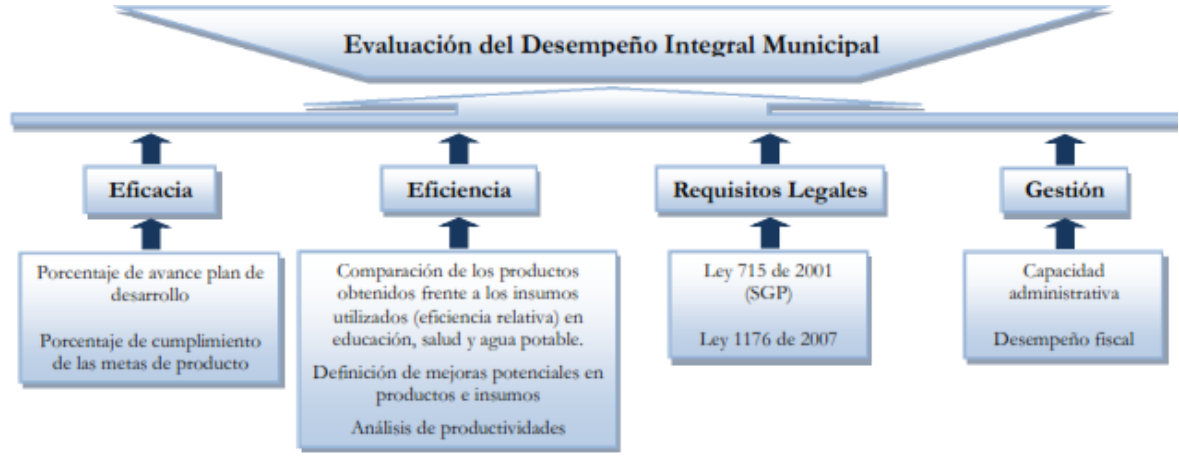 Evaluación del Desempeño Integral Municipal
Eficacia
Eficiencia
Requisitos Legales
Gestión
Porcentaje de avance plan de
desarrollo
Porcentaje de cumplimiento
de las metas de producto
Comparación de los productos
obtenidos frente a los insumos
utilizados (eficiencia relativa) en
educación, salud y agua potable.
Definición de mejoras potenciales en
productos e insumos
Análisis de productividades
Ley 715 de 2001
(SGP)
Ley 1176 de 2007
Capacidad
administrativa
Desempeño fiscal